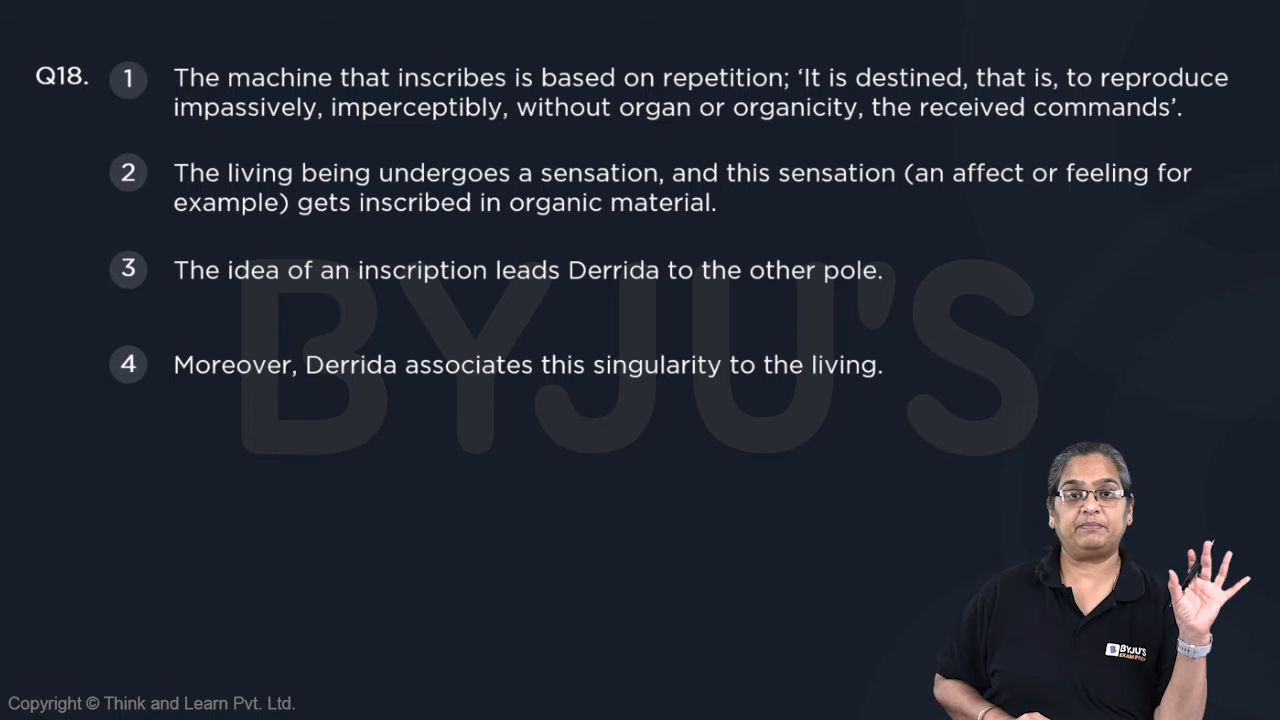 Q18. 1 The machine that inscribes is based on repetition; ‘It is destined, that is, to reproduce
impassively, imperceptibly, without organ or organicity, the received commands’.
2 The living being undergoes a sensation, and this sensation (an affect or feeling for
example) gets inscribed in organic material.
3 The idea of an inscription leads Derrida to the other pole.
4 Moreover, Derrida associates this singularity to the living.
BYJU'S
BYJU'S
EXAM PREP
Copyright © Think and Learn Pvt. Ltd.